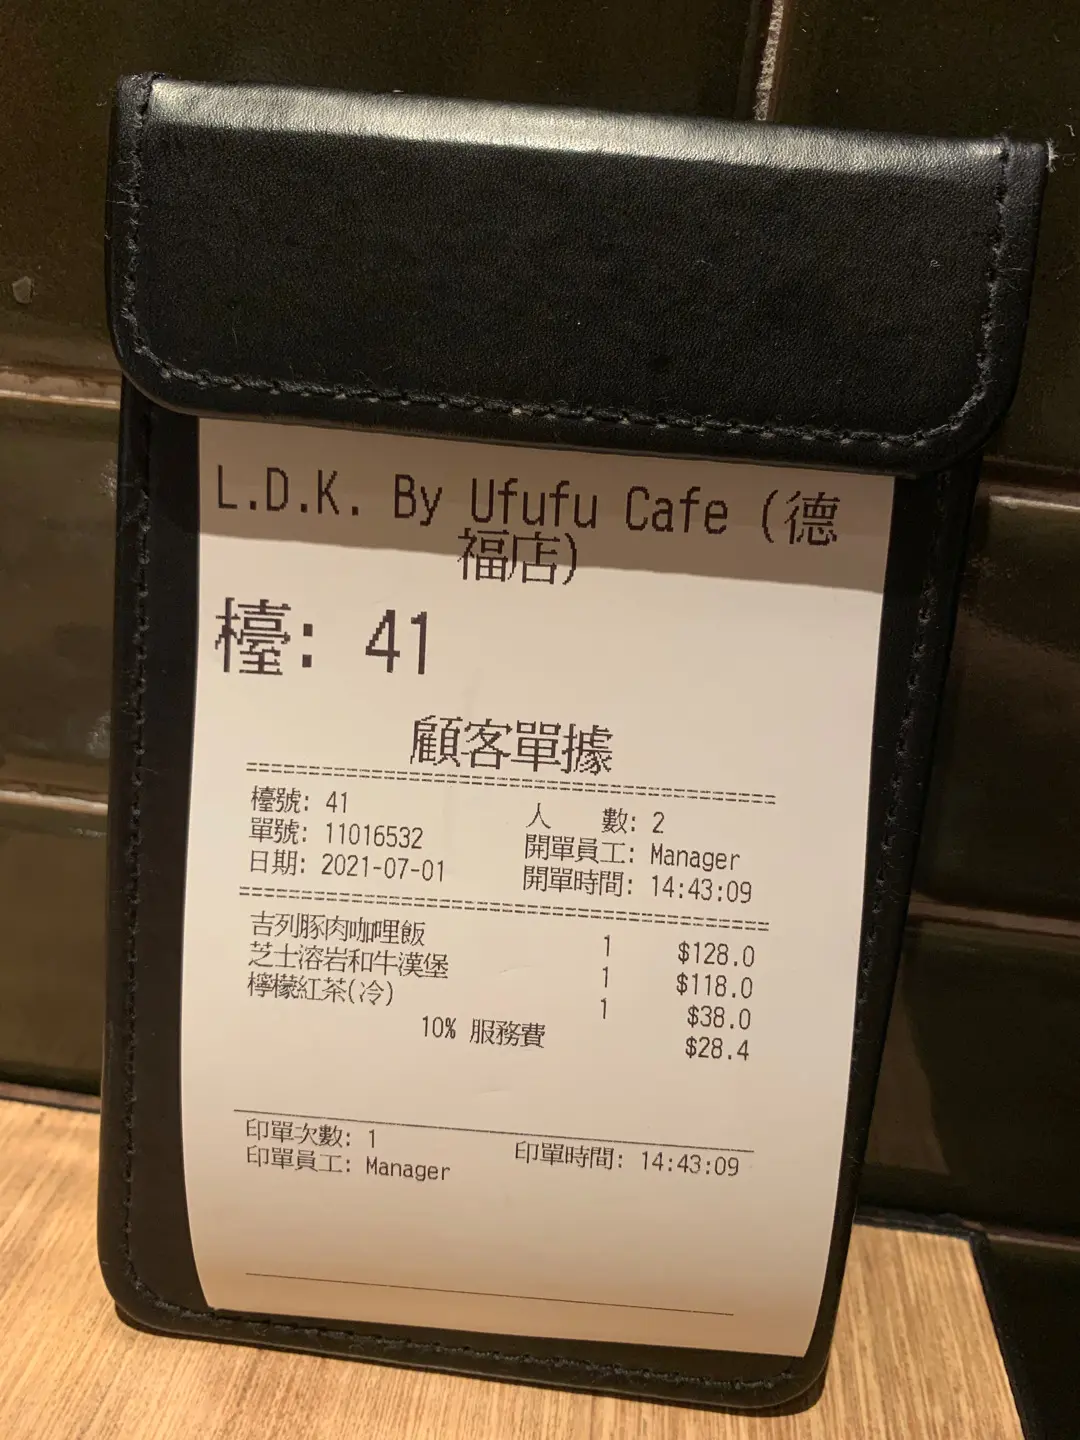 L.D.K. By Ufufu Cafe (德
福店)
檯: 41
顧客單據
檯號: 41 人 數: 2
單號: 11016532 開單員工: Manager
日期: 2021-07-01 開單時間: 14:43:09
吉列豚肉咖哩飯 1 $128.0
芝士溶岩和牛漢堡 1 $118.0
檸檬紅茶(冷) 1 $38.0
10% 服務費 $28.4
印單次數: 1 印單時間: 14:43:09
印單員工: Manager